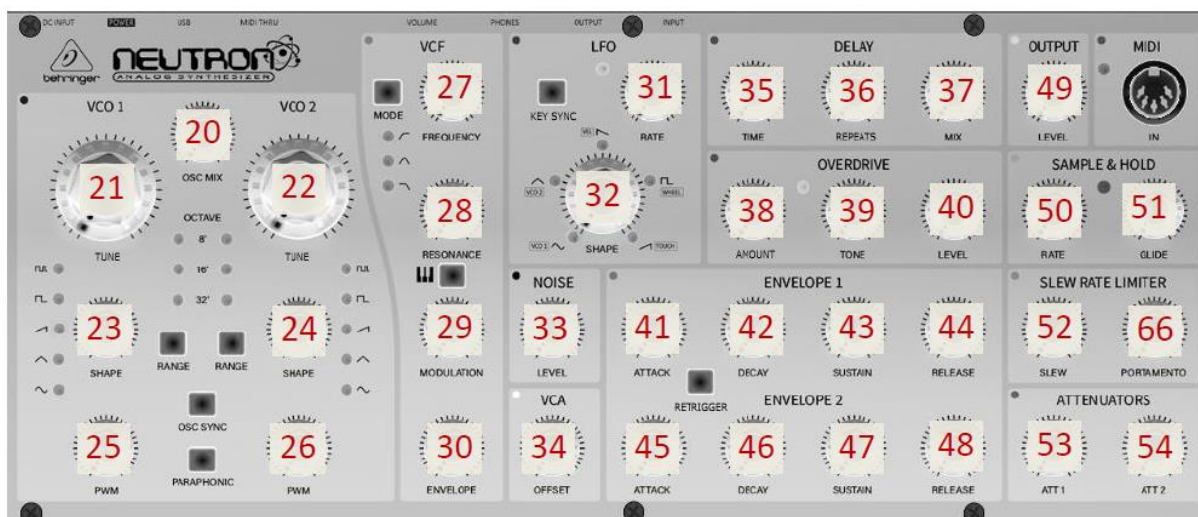 DC INPUT POWER USB MIDI THRU VOLUME PHONES OUTPUT INPUT
behringer
NEUTRON
ANALOG SYNTHESIZER
VCF LFO DELAY OUTPUT MIDI
VCO 1 VCO 2
20 27 31 35 36 37 49
MODE KEY SYNC
OSC MIX FREQUENCY RATE TIME REPEATS MIX LEVEL IN
VEL
OVERDRIVE SAMPLE & HOLD
21 22 28 32 38 39 40 50 51
VCO 2 WHEEL
OCTAVE
8'
VCO 1 SHAPE TOUCH
TUNE TUNE RESONANCE AMOUNT TONE LEVEL RATE GLIDE
16'
NOISE ENVELOPE 1 SLEW RATE LIMITER
32'
23 24 29 33 41 42 43 44 52 66
SHAPE RANGE RANGE SHAPE MODULATION LEVEL ATTACK DECAY SUSTAIN RELEASE SLEW PORTAMENTO
RETRIGGER
VCA ENVELOPE 2 ATTENUATORS
OSC SYNC
25 26 30 34 45 46 47 48 53 54
PARAPHONIC
PWM PWM ENVELOPE OFFSET ATTACK DECAY SUSTAIN RELEASE ATT 1 ATT 2